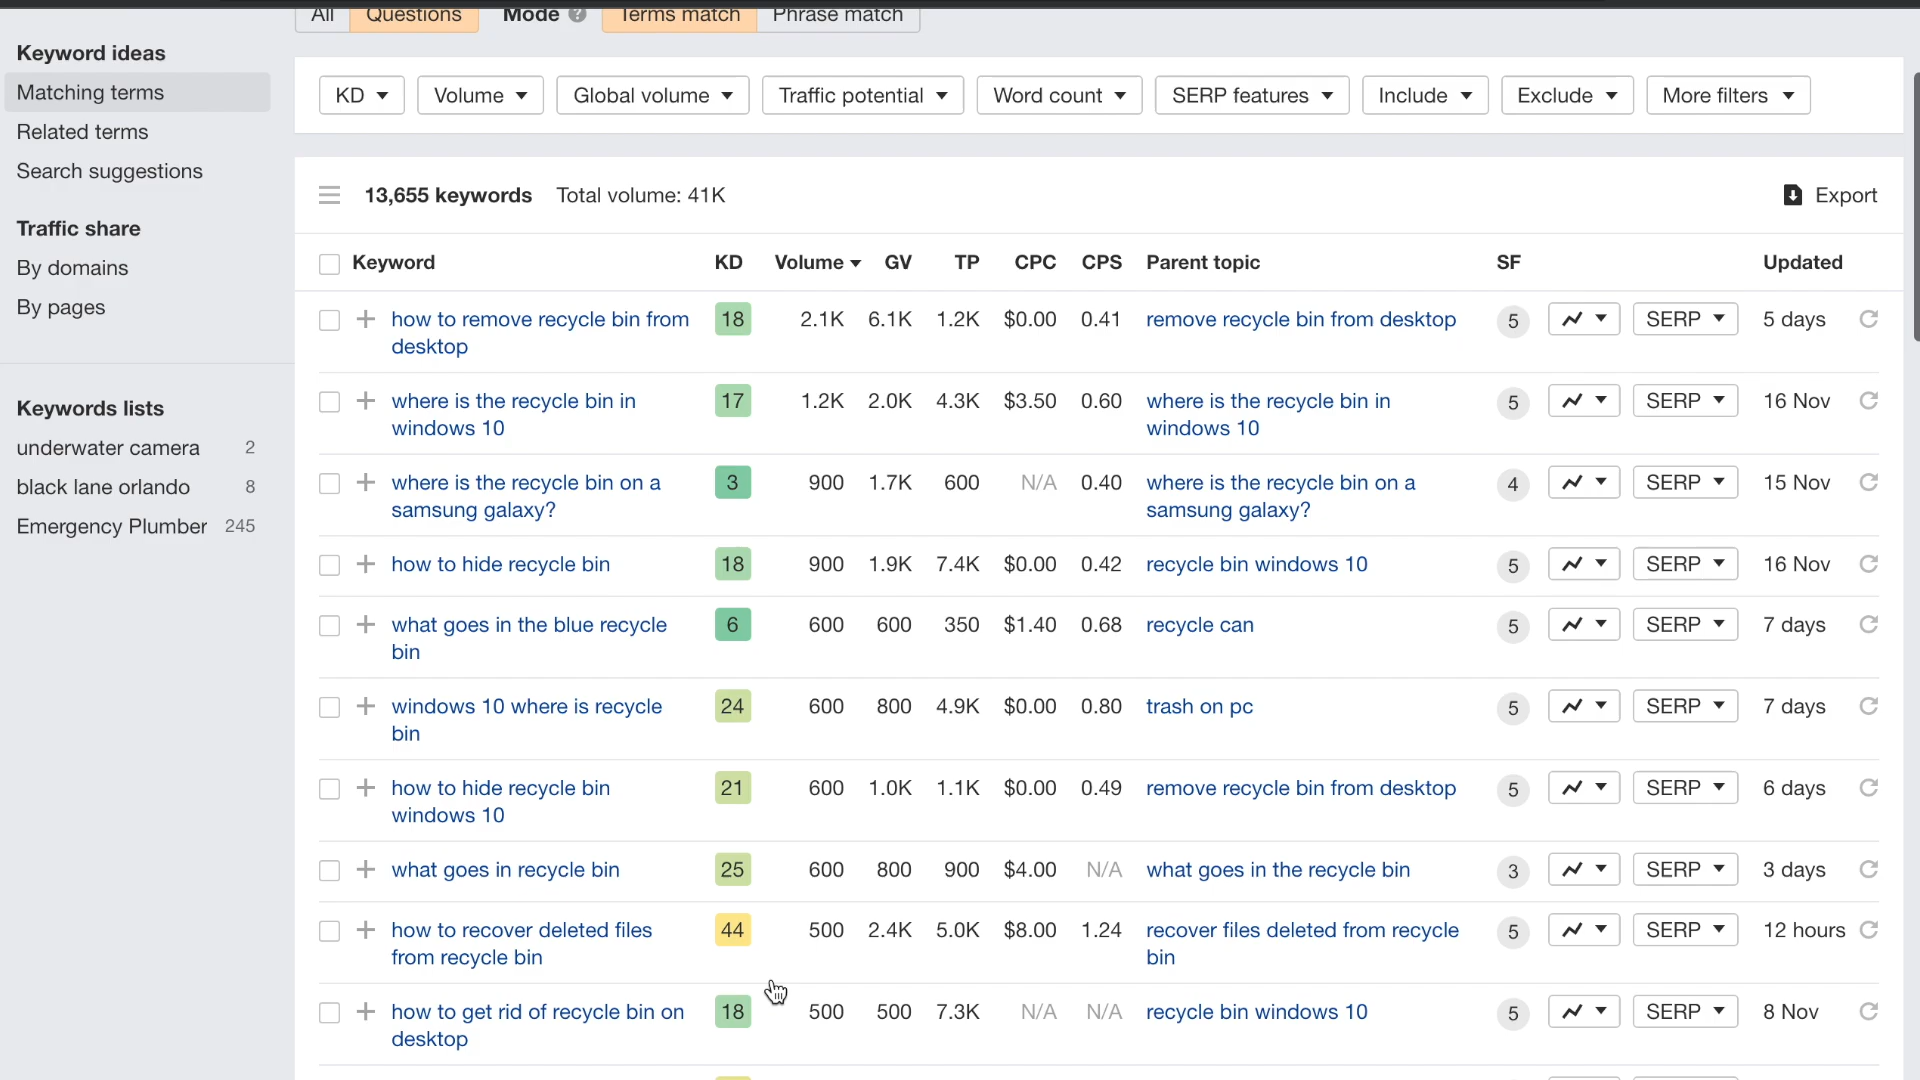 All Questions Mode ? Terms match Phrase match
Keyword ideas
Matching terms
Related terms
Search suggestions
Traffic share
By domains
By pages
Keywords lists
underwater camera 2
black lane orlando 8
Emergency Plumber 245
KD Volume Global volume Traffic potential Word count SERP features Include Exclude More filters
13,655 keywords Total volume: 41K Export
Keyword KD Volume GV TP CPC CPS Parent topic SF Updated
how to remove recycle bin from 18 2.1K 6.1K 1.2K $0.00 0.41 remove recycle bin from desktop 5 SERP 5 days
desktop
where is the recycle bin in 17 1.2K 2.0K 4.3K $3.50 0.60 where is the recycle bin in 5 SERP 16 Nov
windows 10 windows 10
where is the recycle bin on a 3 900 1.7K 600 N/A 0.40 where is the recycle bin on a 4 SERP 15 Nov
samsung galaxy? samsung galaxy?
how to hide recycle bin 18 900 1.9K 7.4K $0.00 0.42 recycle bin windows 10 5 SERP 16 Nov
what goes in the blue recycle 6 600 600 350 $1.40 0.68 recycle can 5 SERP 7 days
bin
windows 10 where is recycle 24 600 800 4.9K $0.00 0.80 trash on pc 5 SERP 7 days
bin
how to hide recycle bin 21 600 1.0K 1.1K $0.00 0.49 remove recycle bin from desktop 5 SERP 6 days
windows 10
what goes in recycle bin 25 600 800 900 $4.00 N/A what goes in the recycle bin 3 SERP 3 days
how to recover deleted files 44 500 2.4K 5.0K $8.00 1.24 recover files deleted from recycle 5 SERP 12 hours
from recycle bin bin
how to get rid of recycle bin on 18 500 500 7.3K N/A N/A recycle bin windows 10 5 SERP 8 Nov
desktop